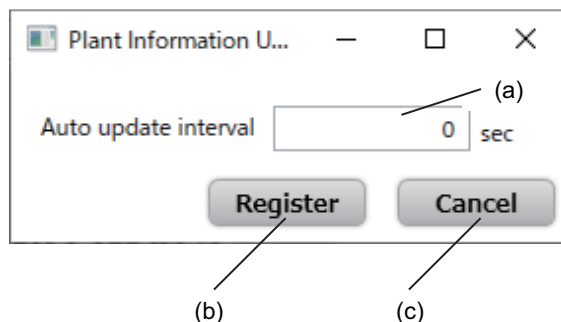 Plant Information U...
(a)
Auto update interval 0 sec
Register Cancel
(b) (c)